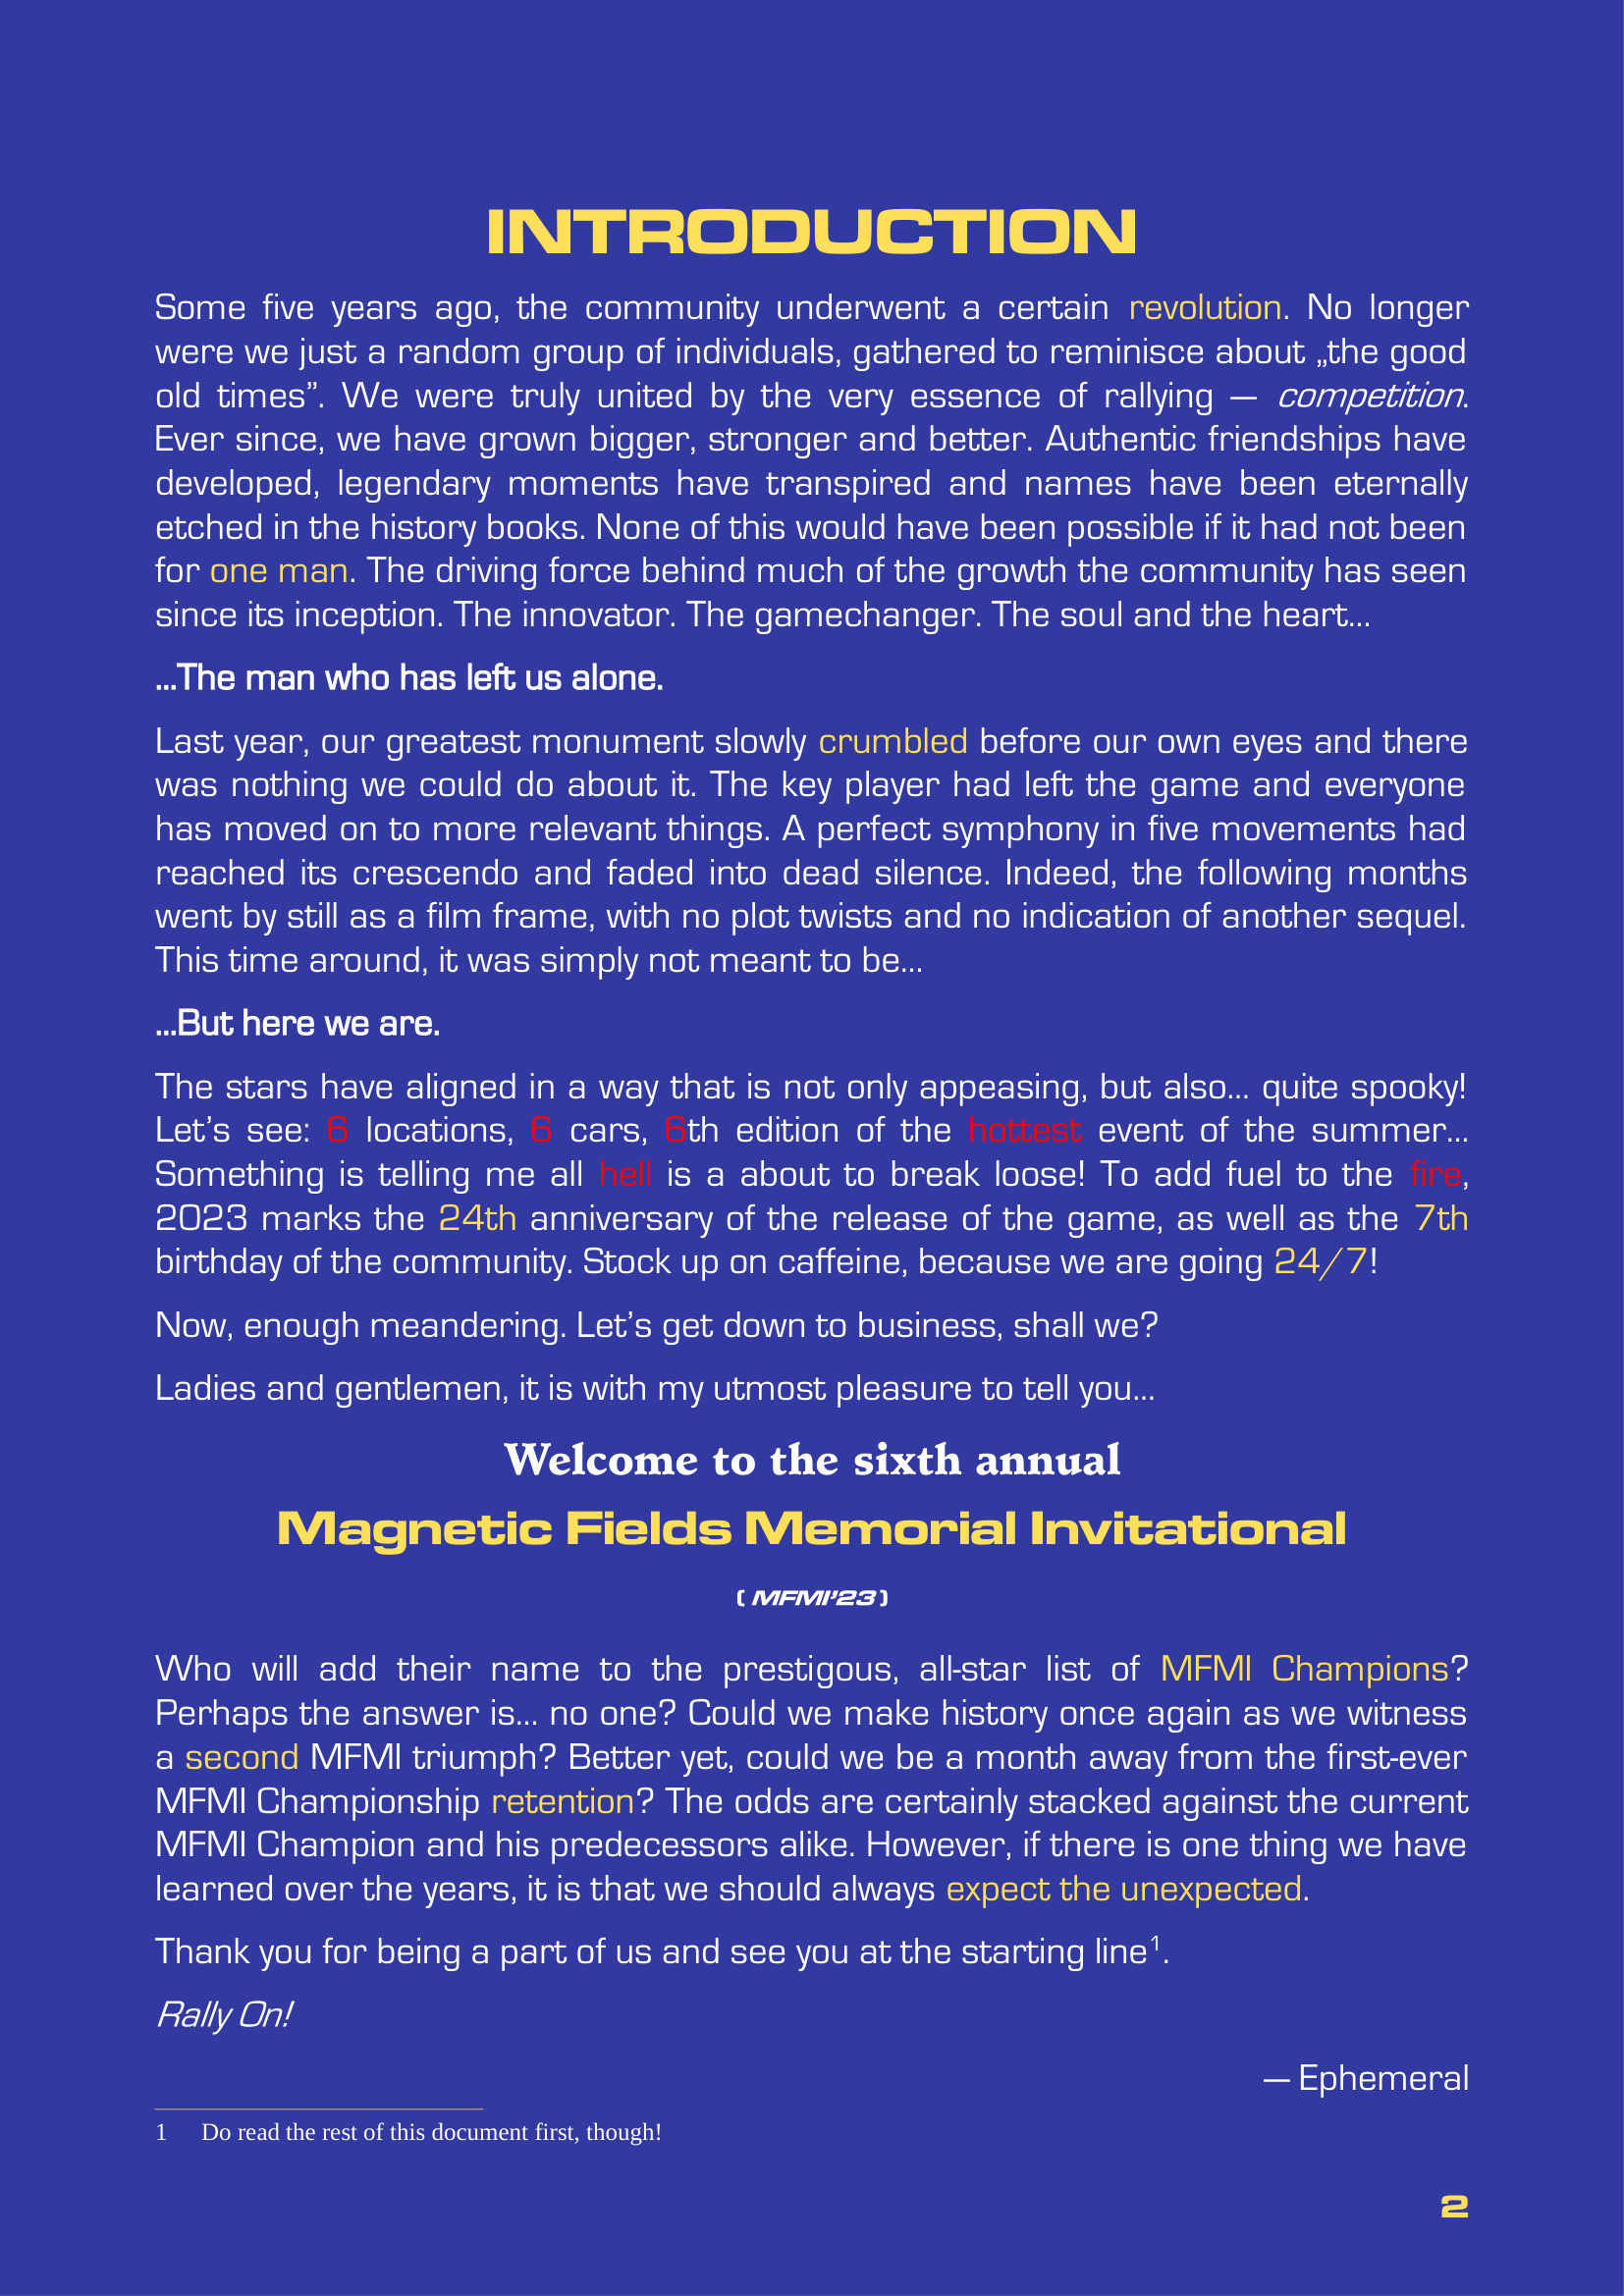 INTRODUCTION
Some five years ago, the community underwent a certain revolution. No longer
were we just a random group of individuals, gathered to reminisce about „the good
old times”. We were truly united by the very essence of rallying — competition.
Ever since, we have grown bigger, stronger and better. Authentic friendships have
developed, legendary moments have transpired and names have been eternally
etched in the history books. None of this would have been possible if it had not been
for one man. The driving force behind much of the growth the community has seen
since its inception. The innovator. The gamechanger. The soul and the heart...
...The man who has left us alone.
Last year, our greatest monument slowly crumbled before our own eyes and there
was nothing we could do about it. The key player had left the game and everyone
has moved on to more relevant things. A perfect symphony in five movements had
reached its crescendo and faded into dead silence. Indeed, the following months
went by still as a film frame, with no plot twists and no indication of another sequel.
This time around, it was simply not meant to be...
...But here we are.
The stars have aligned in a way that is not only appeasing, but also... quite spooky!
Let’s see: 6 locations, 6 cars, 6th edition of the hottest event of the summer...
Something is telling me all hell is a about to break loose! To add fuel to the fire,
2023 marks the 24th anniversary of the release of the game, as well as the 7th
birthday of the community. Stock up on caffeine, because we are going 24/7!
Now, enough meandering. Let’s get down to business, shall we?
Ladies and gentlemen, it is with my utmost pleasure to tell you...
Welcome to the sixth annual
Magnetic Fields Memorial Invitational
( MFMI’23 )
Who will add their name to the prestigous, all-star list of MFMI Champions?
Perhaps the answer is... no one? Could we make history once again as we witness
a second MFMI triumph? Better yet, could we be a month away from the first-ever
MFMI Championship retention? The odds are certainly stacked against the current
MFMI Champion and his predecessors alike. However, if there is one thing we have
learned over the years, it is that we should always expect the unexpected.
Thank you for being a part of us and see you at the starting line¹.
Rally On!
— Ephemeral
1 Do read the rest of this document first, though!
2